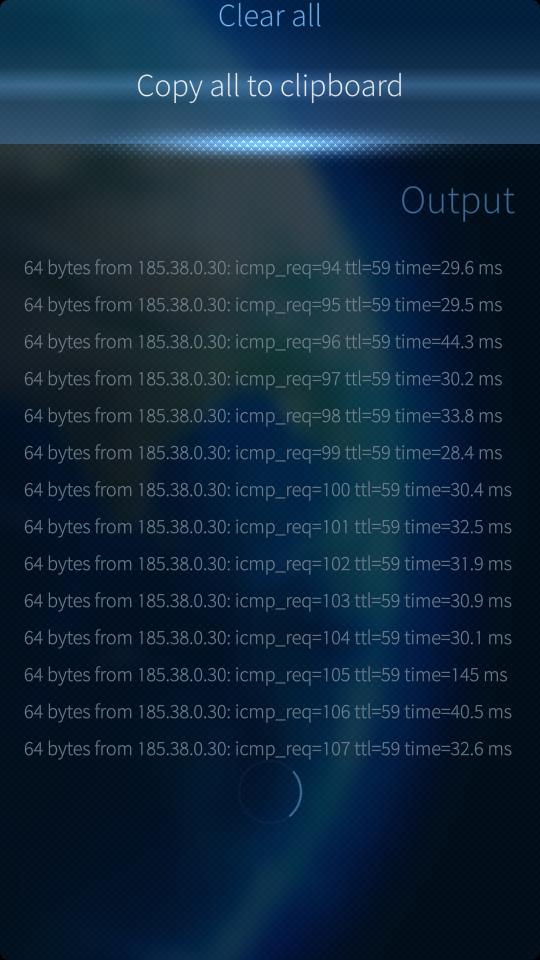 Clear all
Copy all to clipboard
Output
64 bytes from 185.38.0.30: icmp_req=94 ttl=59 time=29.6 ms
64 bytes from 185.38.0.30: icmp_req=95 ttl=59 time=29.5 ms
64 bytes from 185.38.0.30: icmp_req=96 ttl=59 time=44.3 ms
64 bytes from 185.38.0.30: icmp_req=97 ttl=59 time=30.2 ms
64 bytes from 185.38.0.30: icmp_req=98 ttl=59 time=33.8 ms
64 bytes from 185.38.0.30: icmp_req=99 ttl=59 time=28.4 ms
64 bytes from 185.38.0.30: icmp_req=100 ttl=59 time=30.4 ms
64 bytes from 185.38.0.30: icmp_req=101 ttl=59 time=32.5 ms
64 bytes from 185.38.0.30: icmp_req=102 ttl=59 time=31.9 ms
64 bytes from 185.38.0.30: icmp_req=103 ttl=59 time=30.9 ms
64 bytes from 185.38.0.30: icmp_req=104 ttl=59 time=30.1 ms
64 bytes from 185.38.0.30: icmp_req=105 ttl=59 time=145 ms
64 bytes from 185.38.0.30: icmp_req=106 ttl=59 time=40.5 ms
64 bytes from 185.38.0.30: icmp_req=107 ttl=59 time=32.6 ms